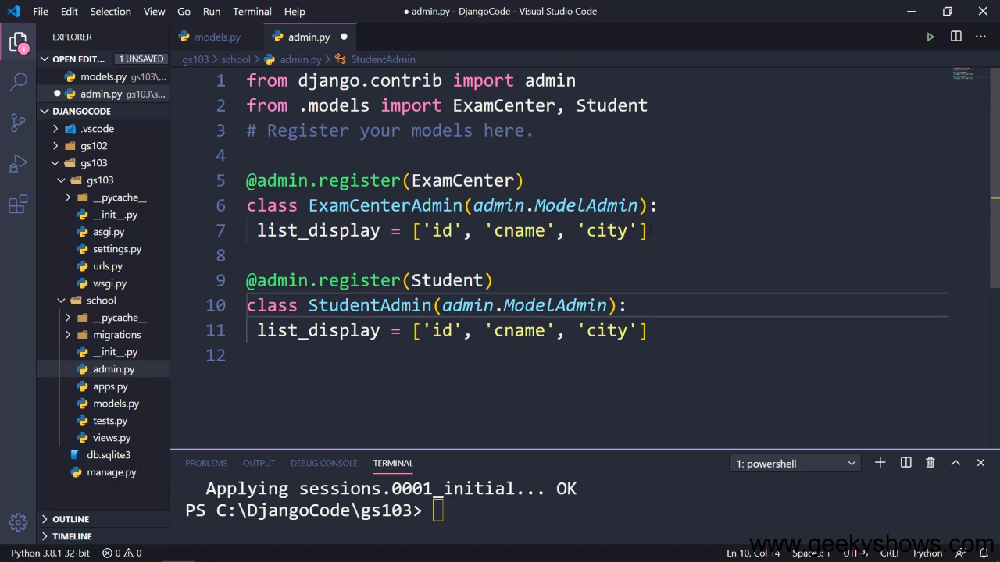 File Edit Selection View Go Run Terminal Help
● admin.py - DjangoCode - Visual Studio Code
EXPLORER
OPEN EDIT... 1 UNSAVED
models.py gs103\...
admin.py gs103\s...
DJANGOCODE
.vscode
gs102
gs103
gs103
__pycache__
__init__.py
asgi.py
settings.py
urls.py
wsgi.py
school
__pycache__
migrations
__init__.py
admin.py
apps.py
models.py
tests.py
views.py
db.sqlite3
manage.py
OUTLINE
TIMELINE
models.py
admin.py
gs103 > school > admin.py > StudentAdmin
1 from django.contrib import admin
2 from .models import ExamCenter, Student
3 # Register your models here.
4
5 @admin.register(ExamCenter)
6 class ExamCenterAdmin(admin.ModelAdmin):
7 list_display = ['id', 'cname', 'city']
8
9 @admin.register(Student)
10 class StudentAdmin(admin.ModelAdmin):
11 list_display = ['id', 'cname', 'city']
12
PROBLEMS OUTPUT DEBUG CONSOLE TERMINAL
1: powershell
Applying sessions.0001_initial... OK
PS C:\DjangoCode\gs103>
www.geekyshows.com
Python 3.8.1 32-bit 0 0
Ln 10, Col 14 Spaces: 1 UTF-8 CRLF Python